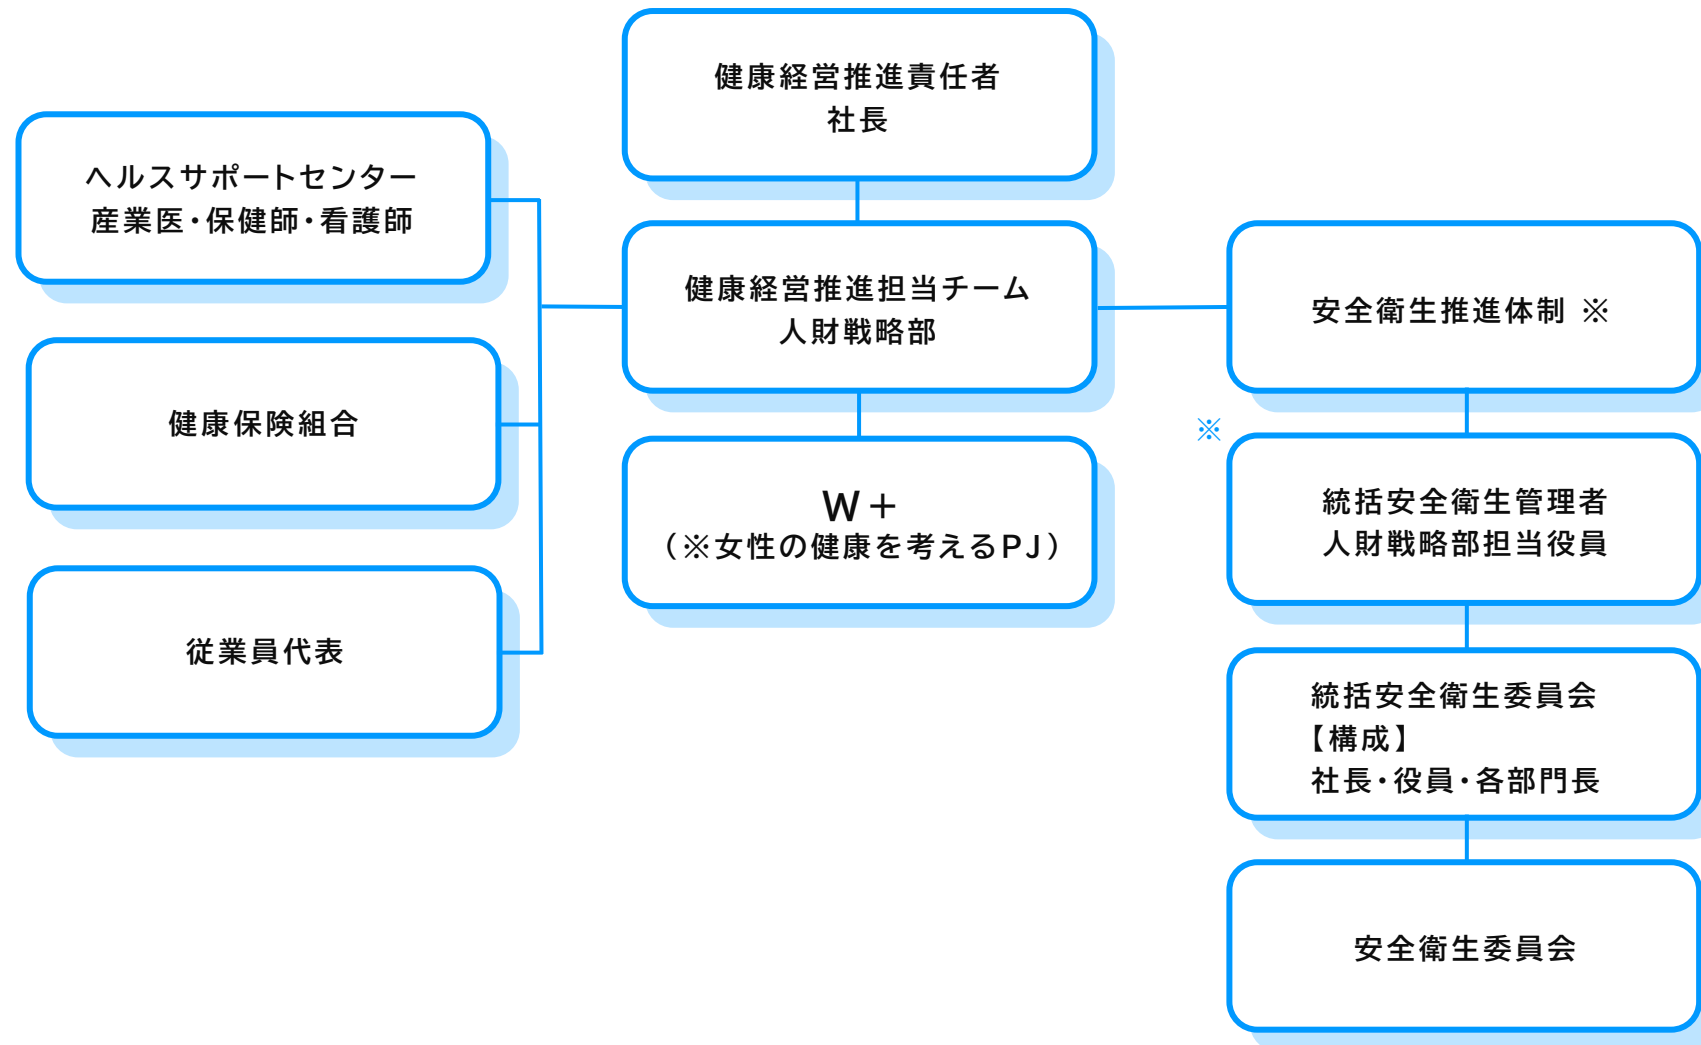 健康経営推進責任者
社長
ヘルスサポートセンター
産業医・保健師・看護師
健康経営推進担当チーム
人財戦略部
安全衛生推進体制 ※
健康保険組合
※
W＋
（※女性の健康を考えるPJ）
統括安全衛生管理者
人財戦略部担当役員
従業員代表
統括安全衛生委員会
【構成】
社長・役員・各部門長
安全衛生委員会